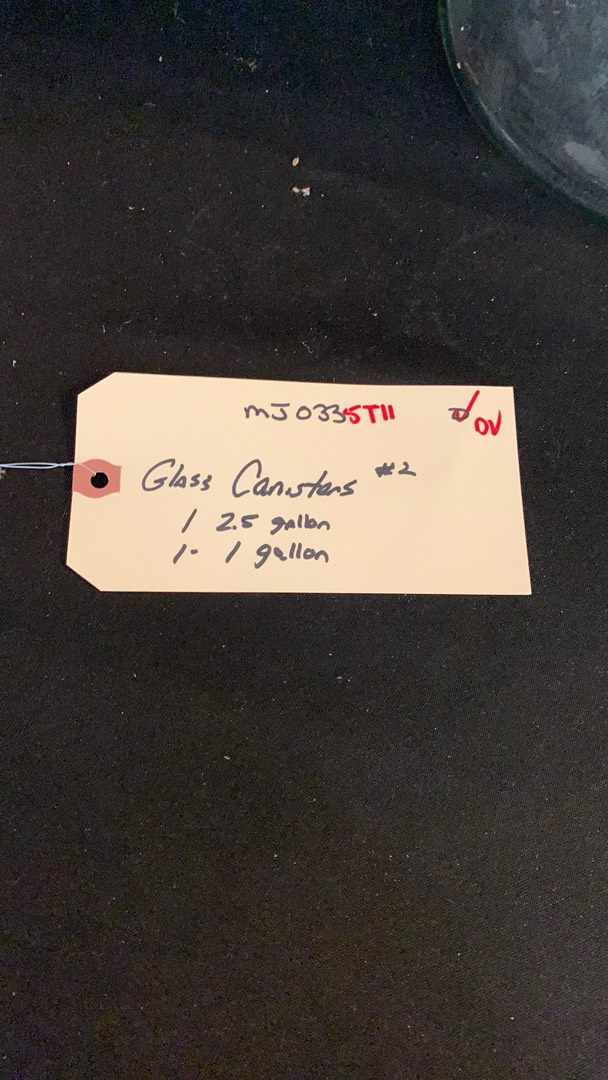 MJ0335T11 OV
Glass Canisters #2
1 2.5 gallon
1- 1 gallon